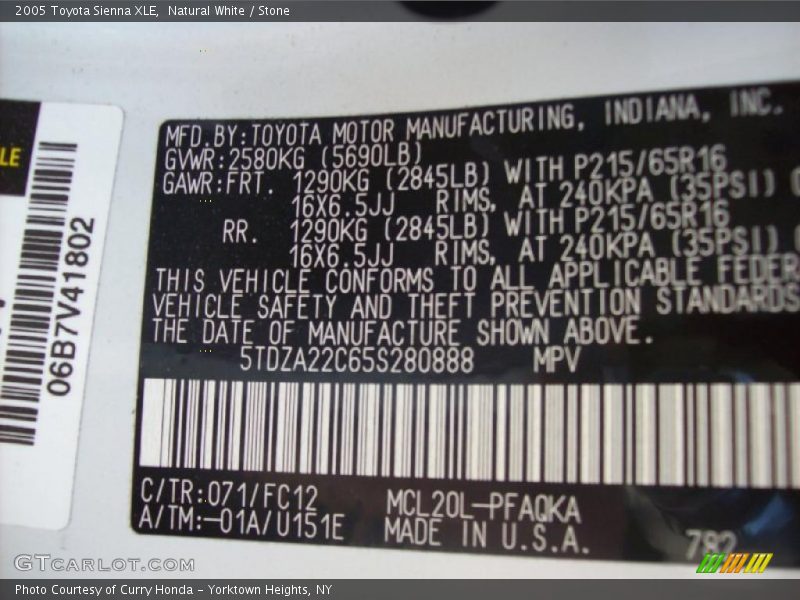 2005 Toyota Sienna XLE, Natural White / Stone
LE
06B7V41802
MFD.BY:TOYOTA MOTOR MANUFACTURING, INDIANA, INC.
GVWR:2580KG (5690LB)
GAWR:FRT. 1290KG (2845LB) WITH P215/65R16
16X6.5JJ RIMS, AT 240KPA (35PSI) (
RR. 1290KG (2845LB) WITH P215/65R16
16X6.5JJ RIMS, AT 240KPA (35PSI) (
THIS VEHICLE CONFORMS TO ALL APPLICABLE FEDER
VEHICLE SAFETY AND THEFT PREVENTION STANDARDS
THE DATE OF MANUFACTURE SHOWN ABOVE.
5TDZA22C65S280888 MPV
C/TR:071/FC12 MCL20L-PFAQKA
A/TM:-01A/U151E MADE IN U.S.A.
782
GTCARLOT.COM
Photo Courtesy of Curry Honda - Yorktown Heights, NY